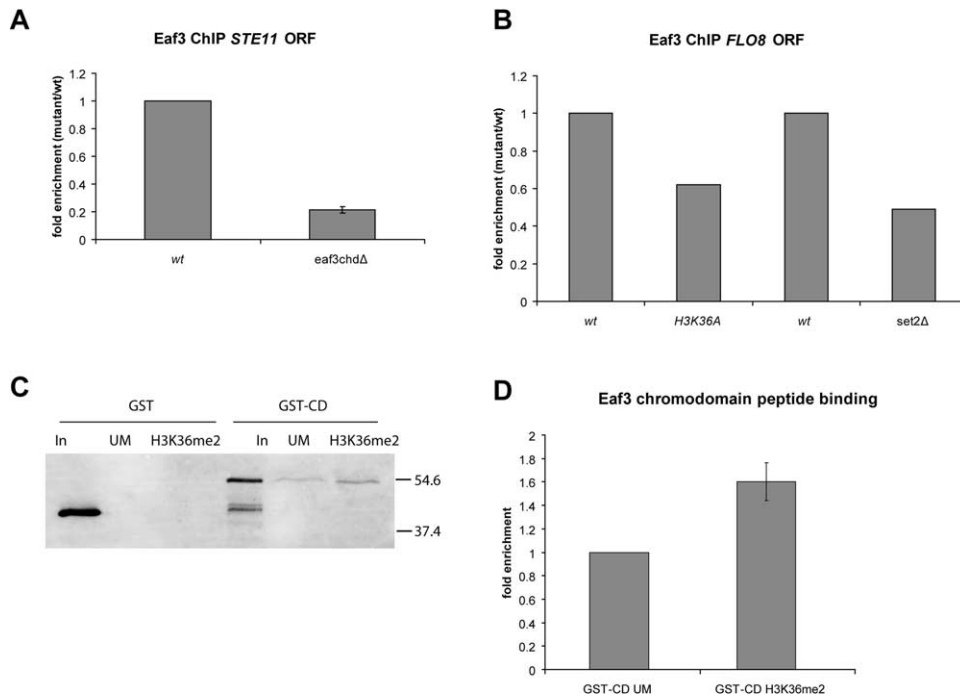 A
Eaf3 ChIP STE11 ORF
fold enrichment (mutant/wt)
1.2
1
0.8
0.6
0.4
0.2
0
wt
eaf3chdΔ
B
Eaf3 ChIP FLO8 ORF
fold enrichment (mutant/wt)
1.2
1
0.8
0.6
0.4
0.2
0
wt
H3K36A
wt
set2Δ
C
GST
GST-CD
In UM H3K36me2 In UM H3K36me2
54.6
37.4
D
Eaf3 chromodomain peptide binding
fold enrichment
2
1.8
1.6
1.4
1.2
1
0.8
0.6
0.4
0.2
0
GST-CD UM
GST-CD H3K36me2